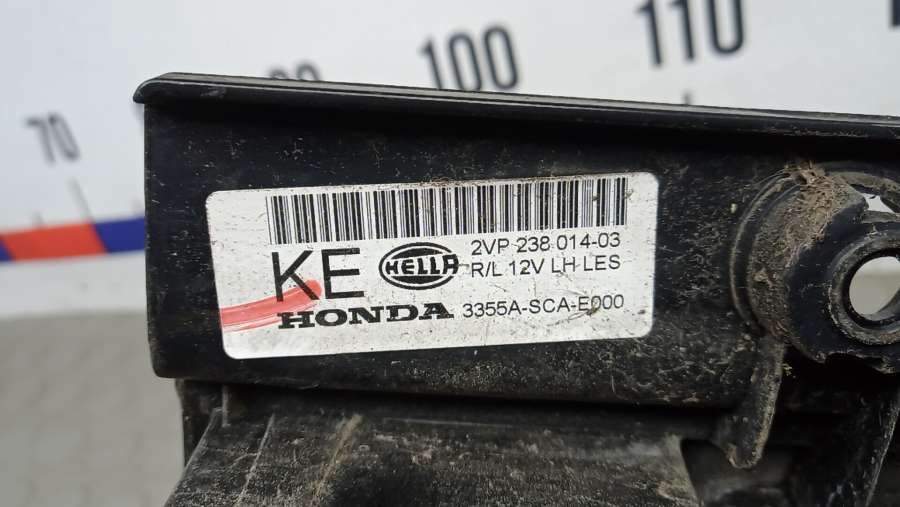 70
100
110
2VP 238 014-03
KE HELLA R/L 12V LH LES
HONDA 3355A-SCA-E000